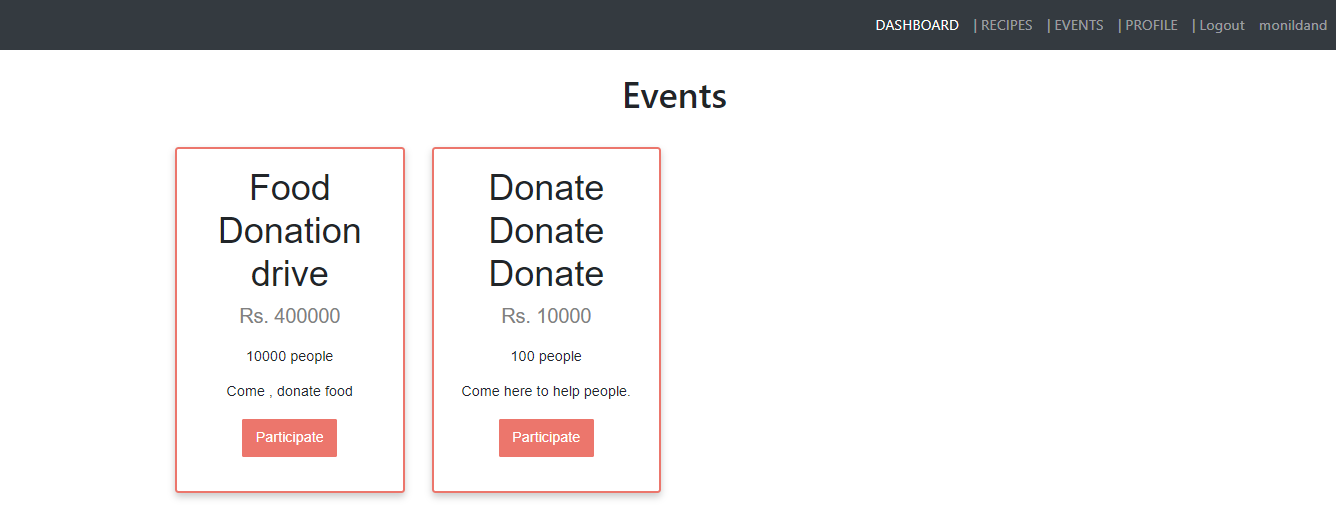 DASHBOARD | RECIPES | EVENTS | PROFILE | Logout monildand
Events
Food
Donation
drive
Rs. 400000
10000 people
Come , donate food
Participate
Donate
Donate
Donate
Rs. 10000
100 people
Come here to help people.
Participate